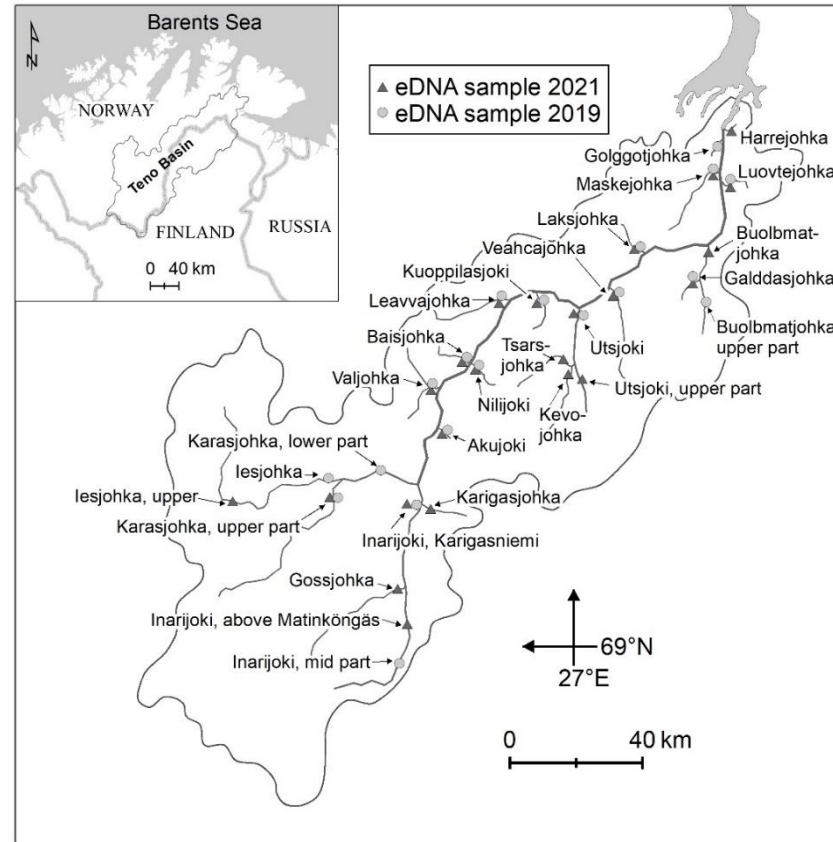 Barents Sea
N
NORWAY
Teno Basin
FINLAND
RUSSIA
0 40 km
eDNA sample 2021
eDNA sample 2019
Harrejohka
Golggotjohka
Maskejohka
Luovtejohka
Laksjohka
Buolbmat-
johka
Veahcajohka
Kuoppilasjoki
Galddasjohka
Leavvajohka
Buolbmatjohka
upper part
Baisjohka
Utsjoki
Tsars-
johka
Utsjoki, upper part
Valjohka
Nilijoki
Kevo-
johka
Karasjohka, lower part
Akujoki
Iesjohka
Iesjohka, upper
Karigasjohka
Karasjohka, upper part
Inarijoki, Karigasniemi
Gossjohka
Inarijoki, above Matinköngäs
69°N
27°E
Inarijoki, mid part
0 40 km